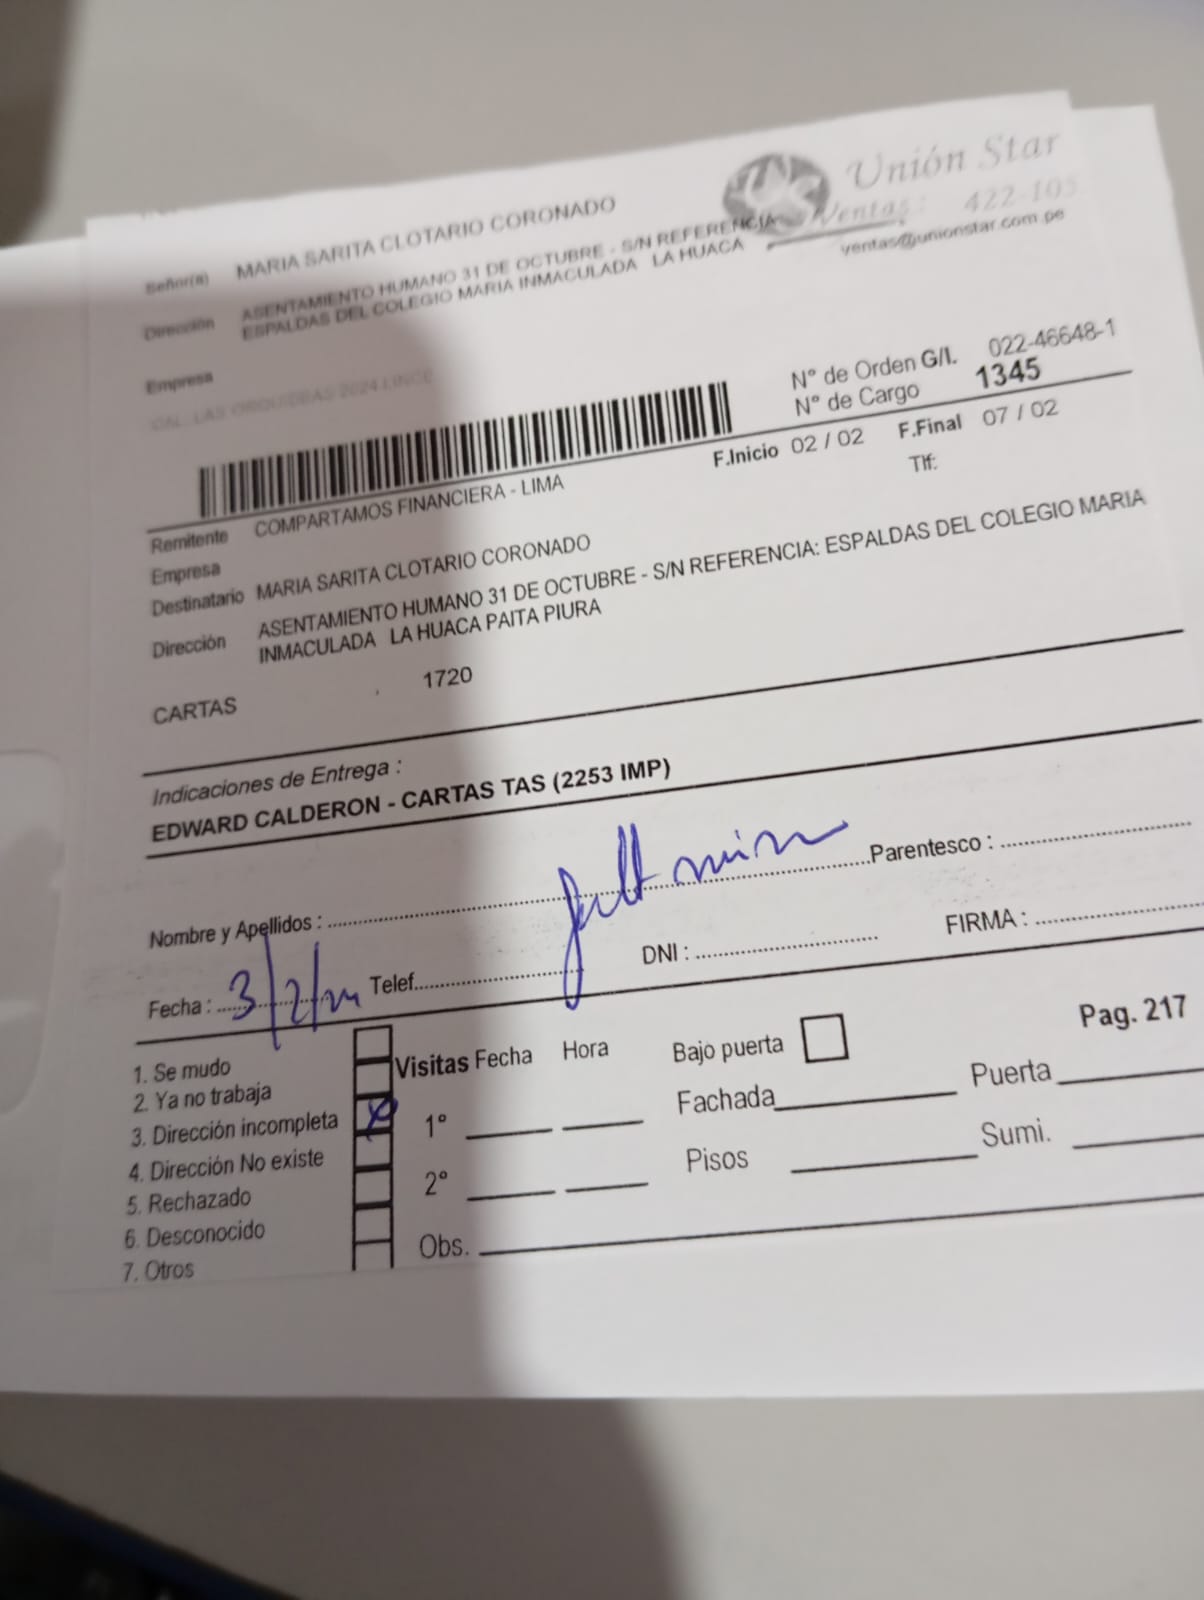 Unión Star
Ventas: 422-105
ventas@unionstar.com.pe
Señor(a) MARIA SARITA CLOTARIO CORONADO
Dirección ASENTAMIENTO HUMANO 31 DE OCTUBRE - S/N REFERENCIA
ESPALDAS DEL COLEGIO MARIA INMACULADA LA HUACA
Empresa
CAL. LAS ORQUIDEAS 2024 LINCE
N° de Orden G/I. 022-46648-1
N° de Cargo 1345
F.Inicio 02 / 02 F.Final 07 / 02
Tlf:
Remitente COMPARTAMOS FINANCIERA - LIMA
Empresa
Destinatario MARIA SARITA CLOTARIO CORONADO
Dirección ASENTAMIENTO HUMANO 31 DE OCTUBRE - S/N REFERENCIA: ESPALDAS DEL COLEGIO MARIA
INMACULADA LA HUACA PAITA PIURA
CARTAS 1720
Indicaciones de Entrega :
EDWARD CALDERON - CARTAS TAS (2253 IMP)
Nombre y Apellidos : Parentesco :
Fecha : 3/2/ Telef. DNI : FIRMA :
Pag. 217
1. Se mudo
2. Ya no trabaja
3. Dirección incompleta X
4. Dirección No existe
5. Rechazado
6. Desconocido
7. Otros
Visitas Fecha Hora Bajo puerta
1° Fachada Puerta
2° Pisos Sumi.
Obs.